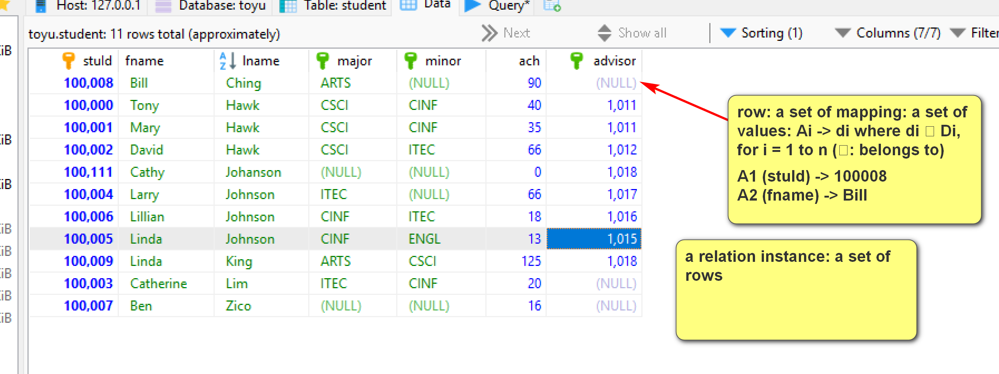 Host: 127.0.0.1 Database: toyu Table: student Data Query*
toyu.student: 11 rows total (approximately) Next Show all Sorting (1) Columns (7/7) Filter
stuId fname lname major minor ach advisor
100,008 Bill Ching ARTS (NULL) 90 (NULL)
100,000 Tony Hawk CSCI CINF 40 1,011
100,001 Mary Hawk CSCI CINF 35 1,011
100,002 David Hawk CSCI ITEC 66 1,012
100,111 Cathy Johanson (NULL) (NULL) 0 1,018
100,004 Larry Johnson ITEC (NULL) 66 1,017
100,006 Lillian Johnson CINF ITEC 18 1,016
100,005 Linda Johnson CINF ENGL 13 1,015
100,009 Linda King ARTS CSCI 125 1,018
100,003 Catherine Lim ITEC CINF 20 (NULL)
100,007 Ben Zico (NULL) (NULL) 16 (NULL)
row: a set of mapping: a set of
values: Ai -> di where di □ Di,
for i = 1 to n (□: belongs to)
A1 (stuId) -> 100008
A2 (fname) -> Bill
a relation instance: a set of
rows